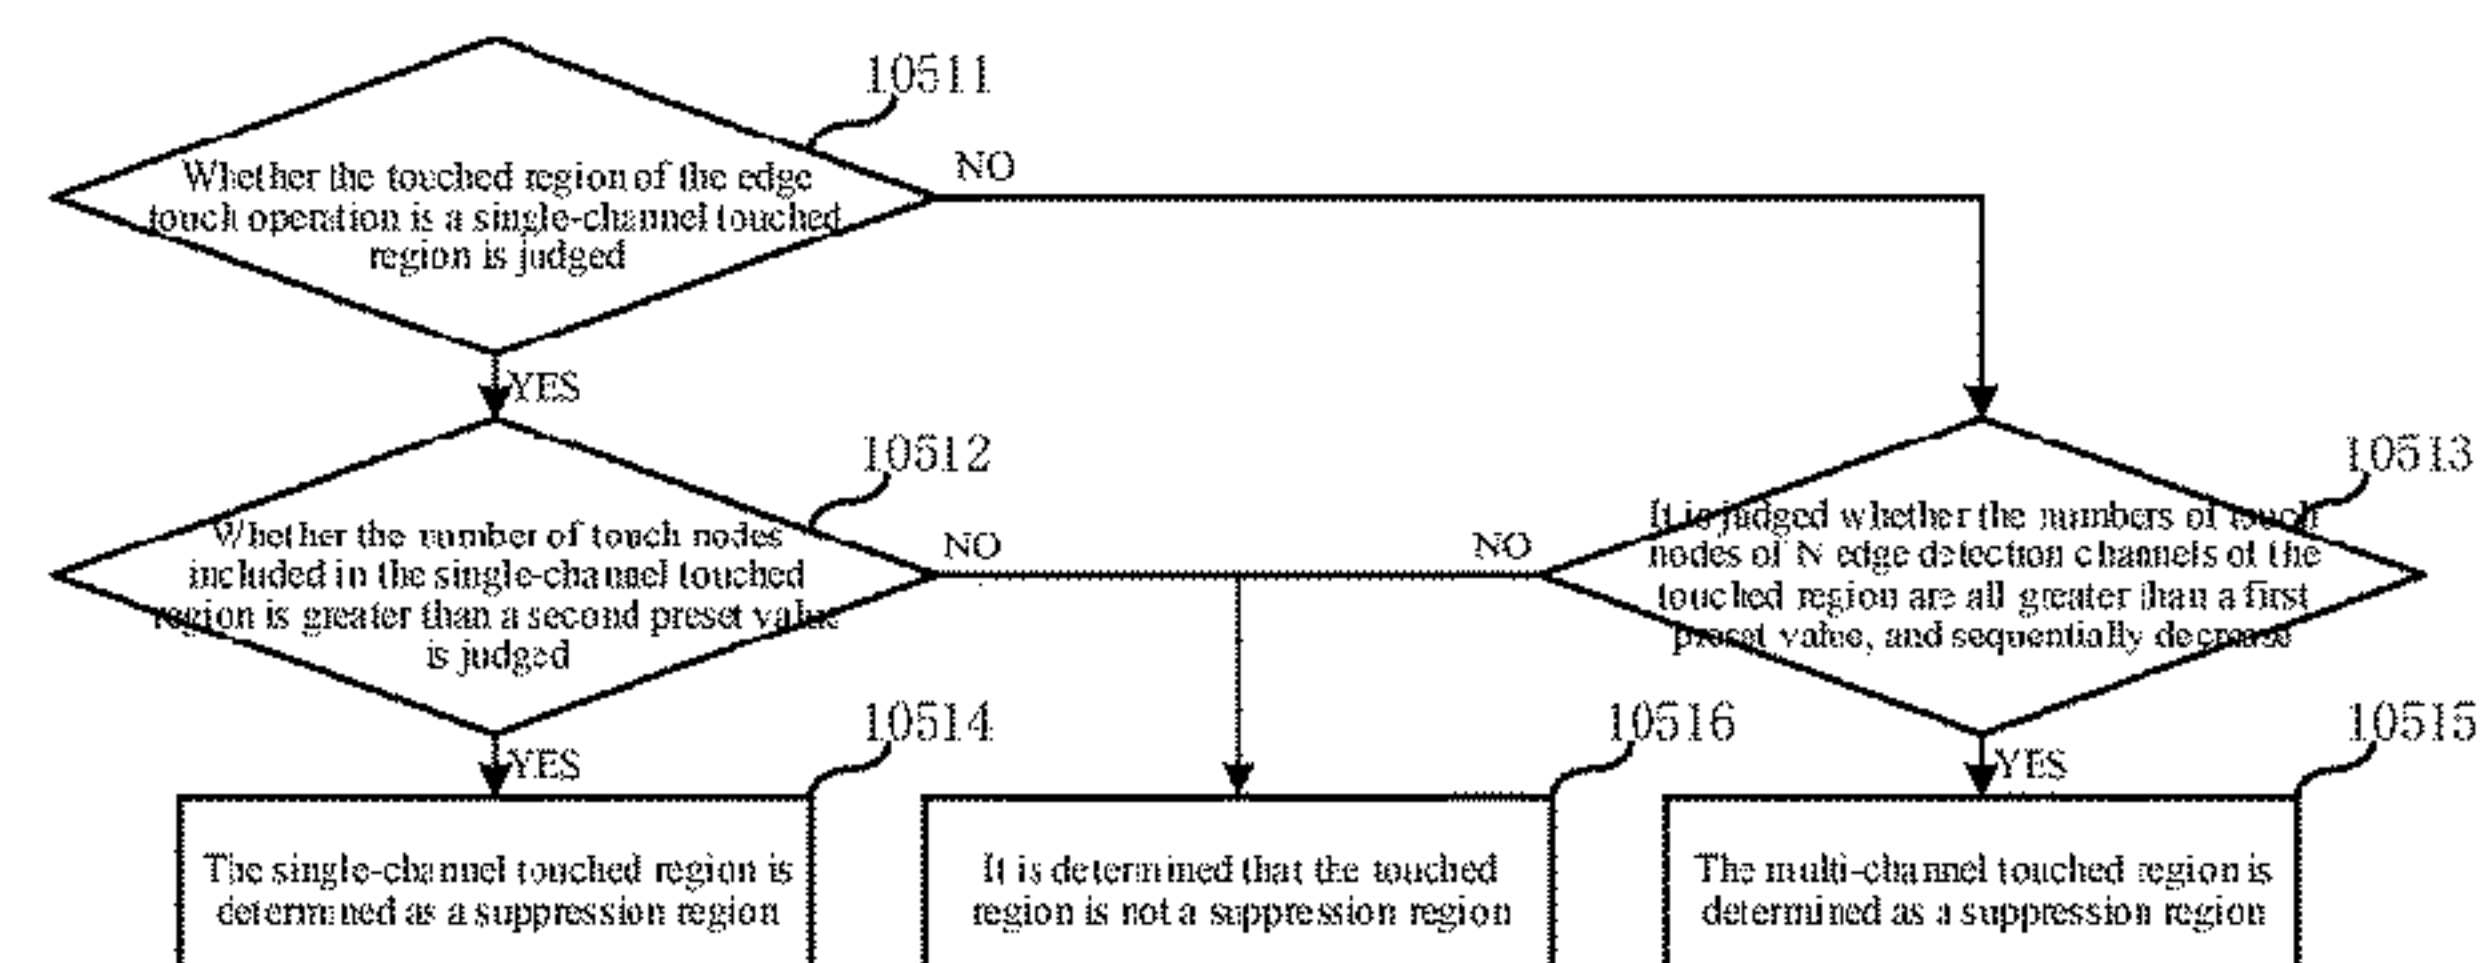 10511
Whether the touched region of the edge
touch operation is a single-channel touched
region is judged
NO
YES
10512
Whether the number of touch nodes
included in the single-channel touched
region is greater than a second preset value
is judged
NO
NO
10513
It is judged whether the numbers of touch
nodes of N edge detection channels of the
touched region are all greater than a first
preset value, and sequentially decrease
YES
10514
The single-channel touched region is
determined as a suppression region
10516
It is determined that the touched
region is not a suppression region
YES
10515
The multi-channel touched region is
determined as a suppression region